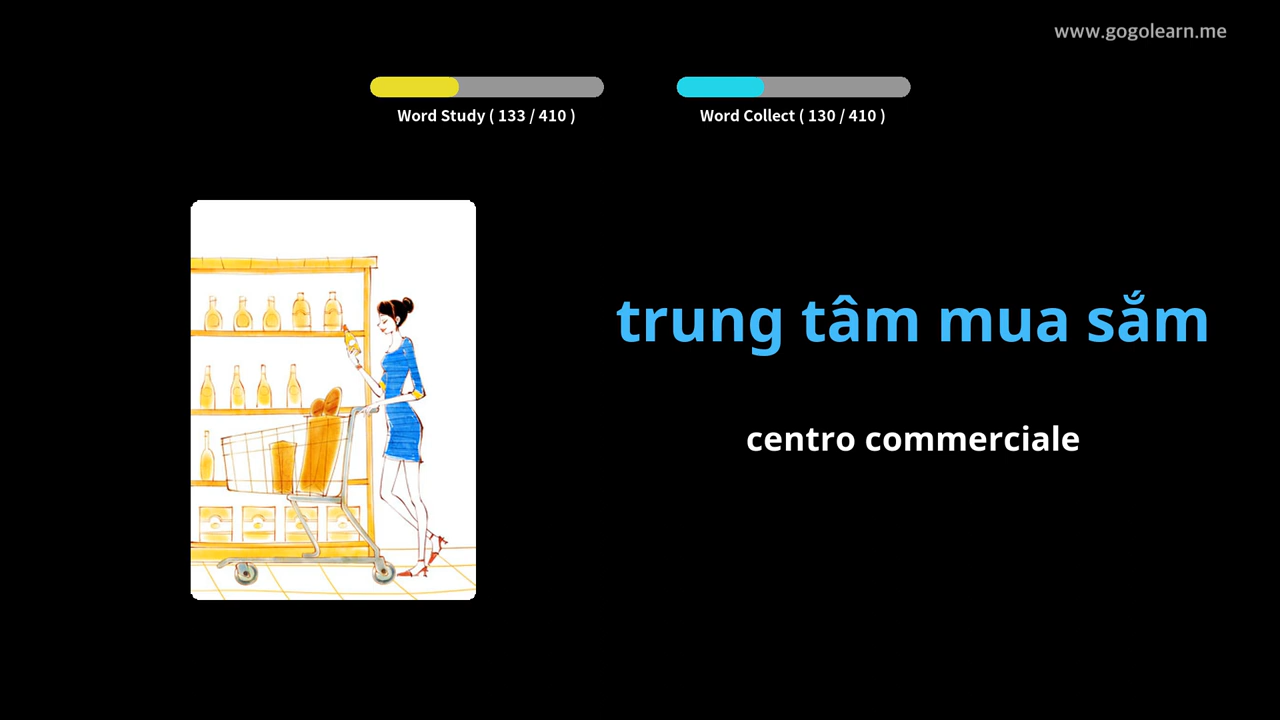 www.gogolearn.me
Word Study ( 133 / 410 )
Word Collect ( 130 / 410 )
trung tâm mua sắm
centro commerciale